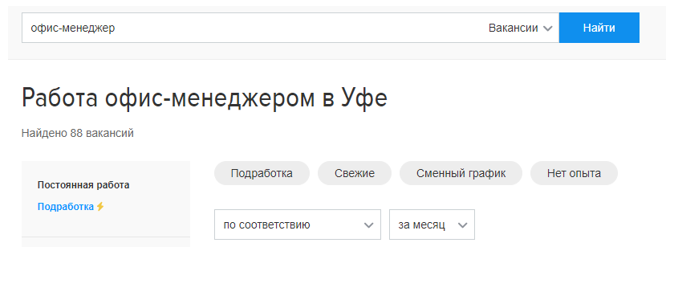 офис-менеджер Вакансии Найти
Работа офис-менеджером в Уфе
Найдено 88 вакансий
Постоянная работа
Подработка
Подработка Свежие Сменный график Нет опыта
по соответствию за месяц